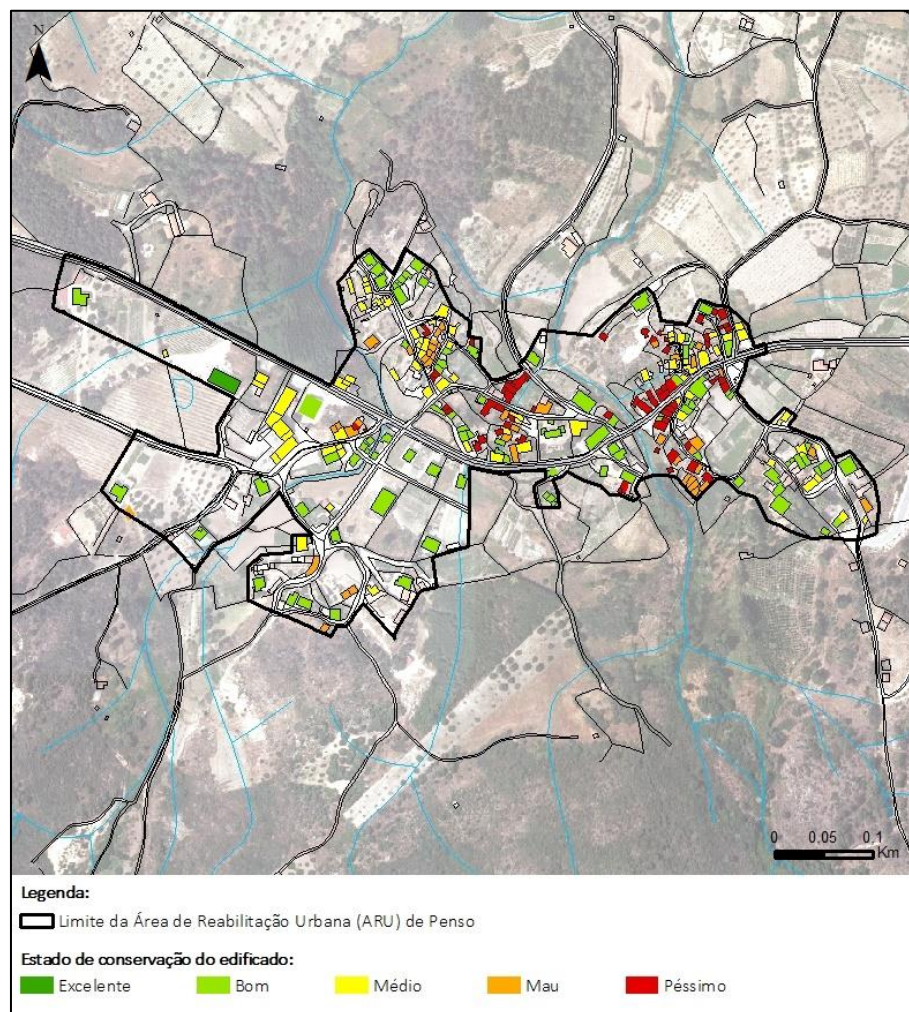 N
0 0.05 0.1
Km
Legenda:
Limite da Área de Reabilitação Urbana (ARU) de Penso
Estado de conservação do edificado:
Excelente Bom Médio Mau Péssimo